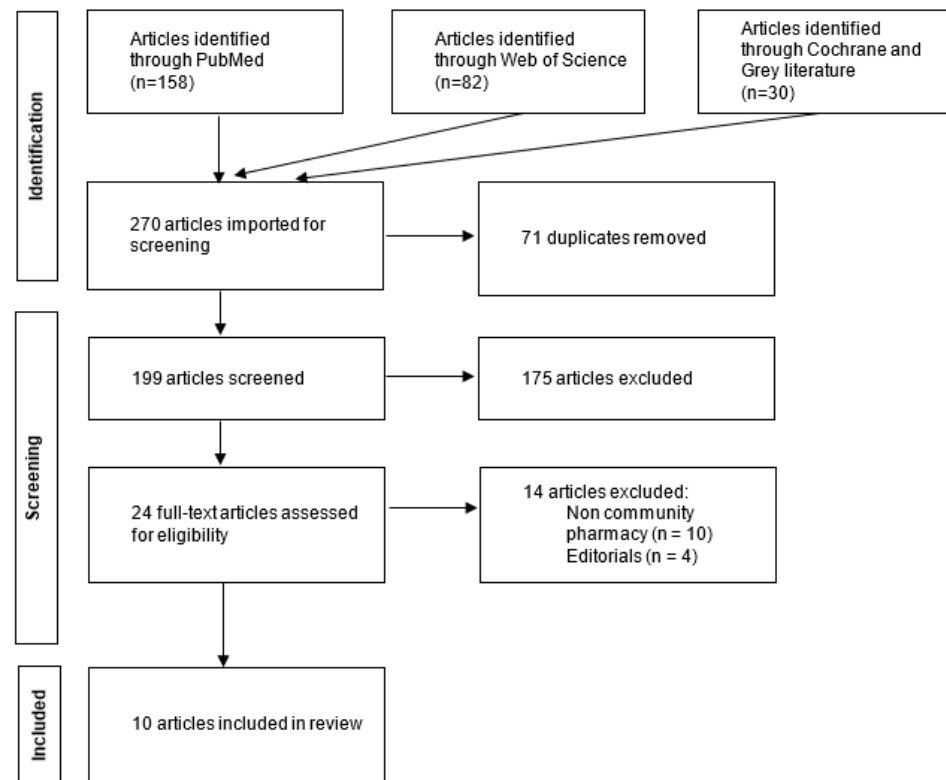 Articles identified
through PubMed
(n=158)
Articles identified
through Web of Science
(n=82)
Articles identified
through Cochrane and
Grey literature
(n=30)
Identification
270 articles imported for
screening
71 duplicates removed
Screening
199 articles screened
175 articles excluded
24 full-text articles assessed
for eligibility
14 articles excluded:
Non community
pharmacy (n = 10)
Editorials (n = 4)
Included
10 articles included in review